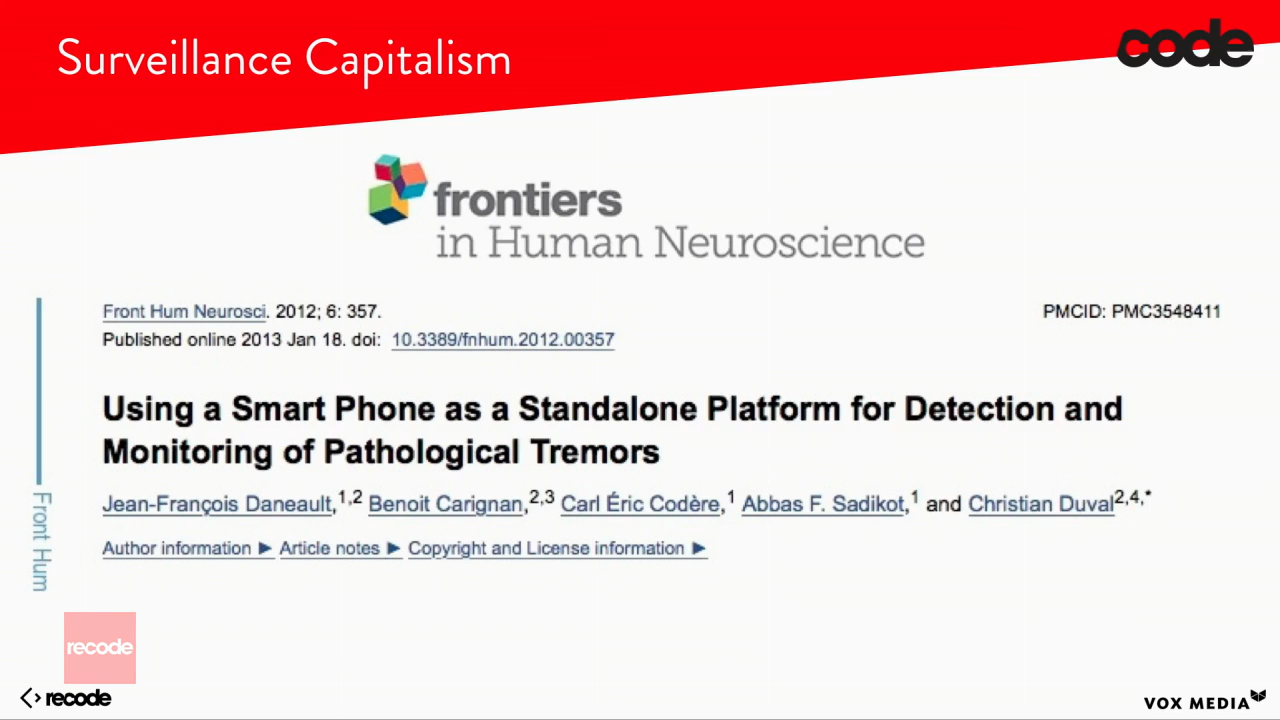 Surveillance Capitalism
code
frontiers
in Human Neuroscience
Front Hum Neurosci. 2012; 6: 357.
PMCID: PMC3548411
Published online 2013 Jan 18. doi: 10.3389/fnhum.2012.00357
Using a Smart Phone as a Standalone Platform for Detection and
Monitoring of Pathological Tremors
Jean-François Daneault,1,2 Benoit Carignan,2,3 Carl Éric Codère,1 Abbas F. Sadikot,1 and Christian Duval2,4,*
Author information ► Article notes ► Copyright and License information ►
Front Hum
recode
<> recode
VOX MEDIA